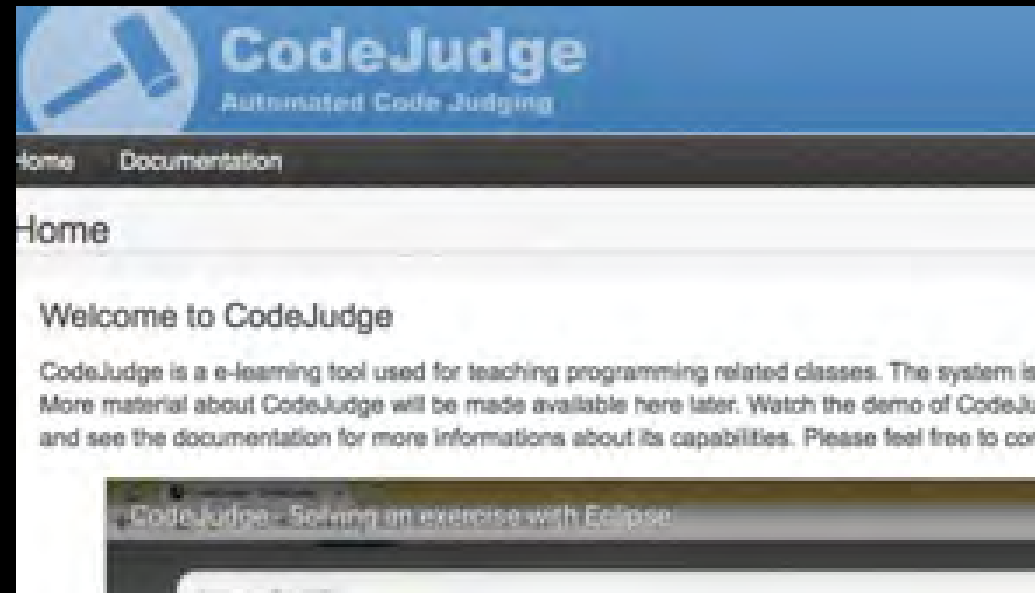 CodeJudge
Automated Code Judging
Home Documentation
Home
Welcome to CodeJudge
CodeJudge is a e-learning tool used for teaching programming related classes. The system is
More material about CodeJudge will be made available here later. Watch the demo of CodeJu
and see the documentation for more informations about its capabilities. Please feel free to con
CodeJudge - Solving an exercise with Eclipse